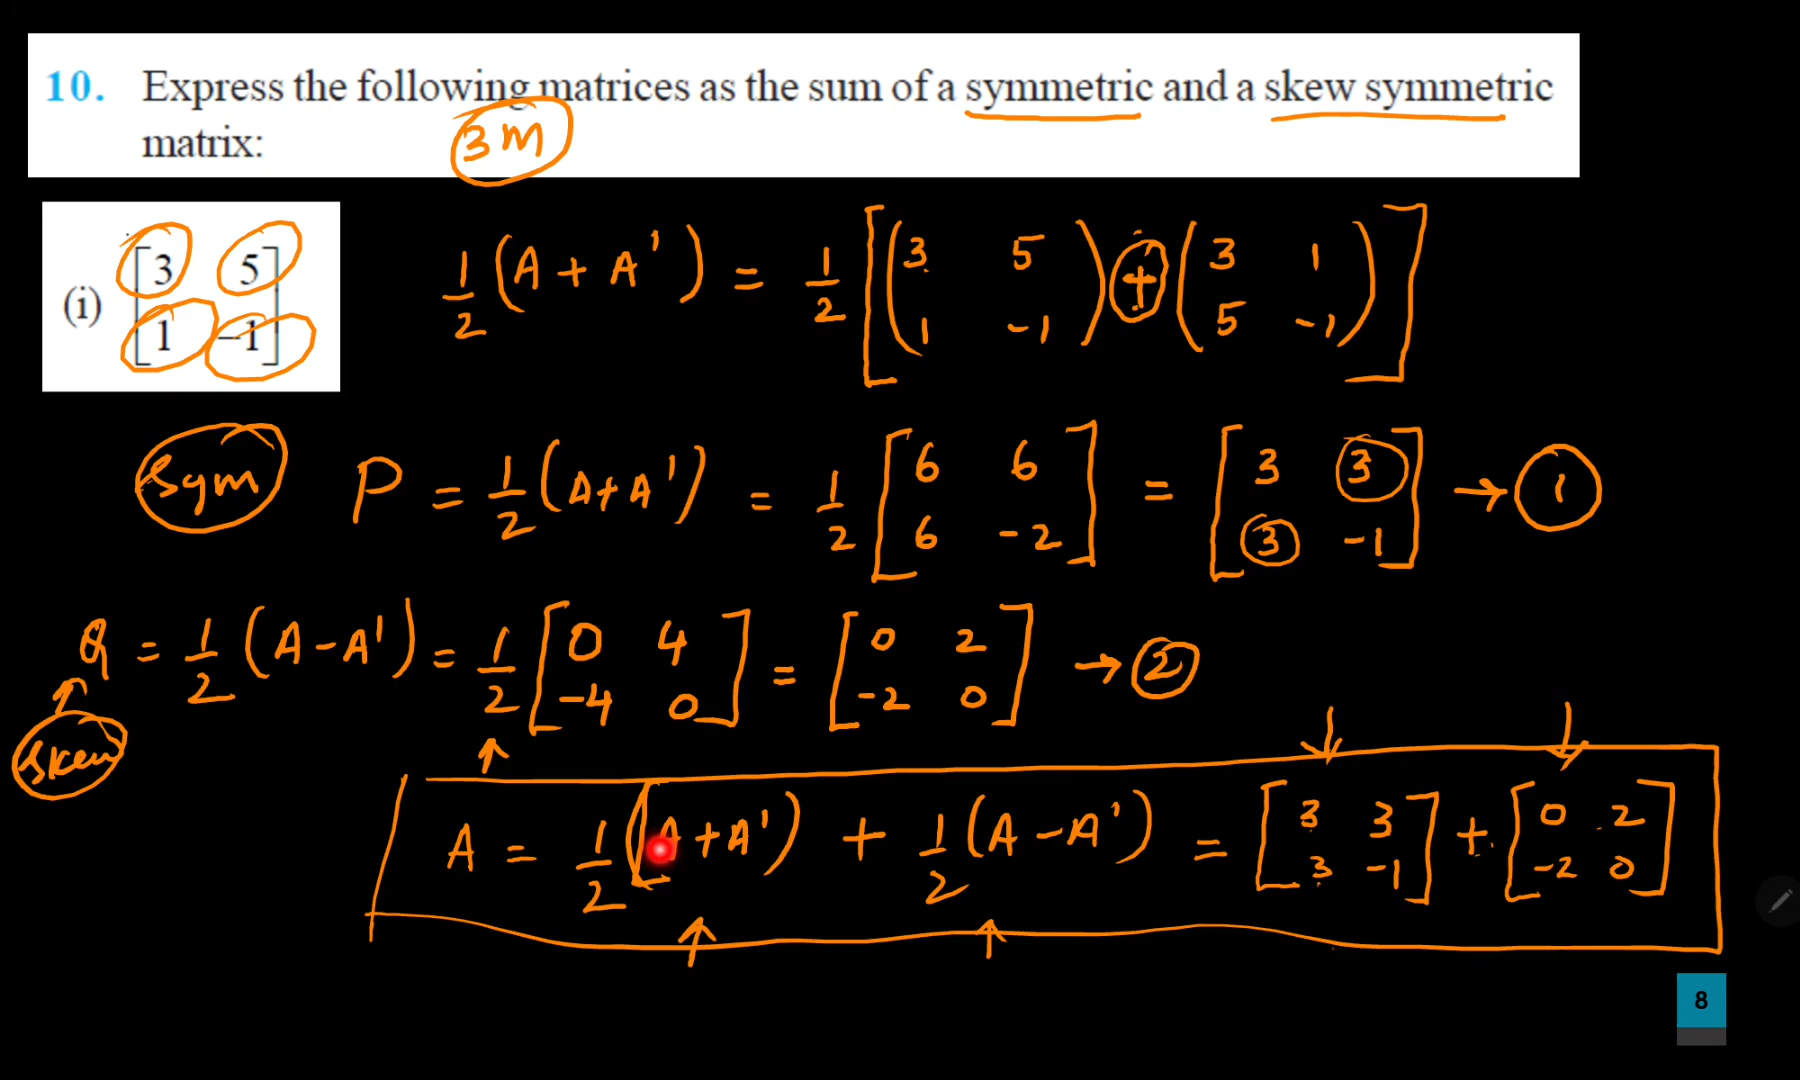 10. Express the following matrices as the sum of a symmetric and a skew symmetric
matrix: 3m
(i) [3 5; 1 −1] 1/2 (A + A') = 1/2 [(3 5; 1 -1) + (3 1; 5 -1)]
Sym P = 1/2 (A+A') = 1/2 [6 6; 6 -2] = [3 3; 3 -1] → 1
Q = 1/2 (A-A') = 1/2 [0 4; -4 0] = [0 2; -2 0] → 2
Skew
A = 1/2 (A+A') + 1/2 (A-A') = [3 3; 3 -1] + [0 2; -2 0]
8